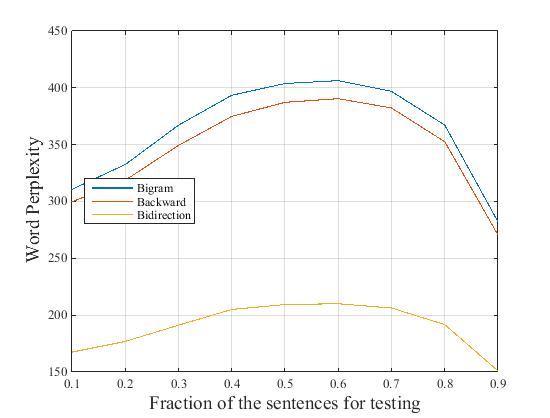 450
400
350
300
250
200
150
Word Perplexity
Bigram
Backward
Bidirection
0.1 0.2 0.3 0.4 0.5 0.6 0.7 0.8 0.9
Fraction of the sentences for testing